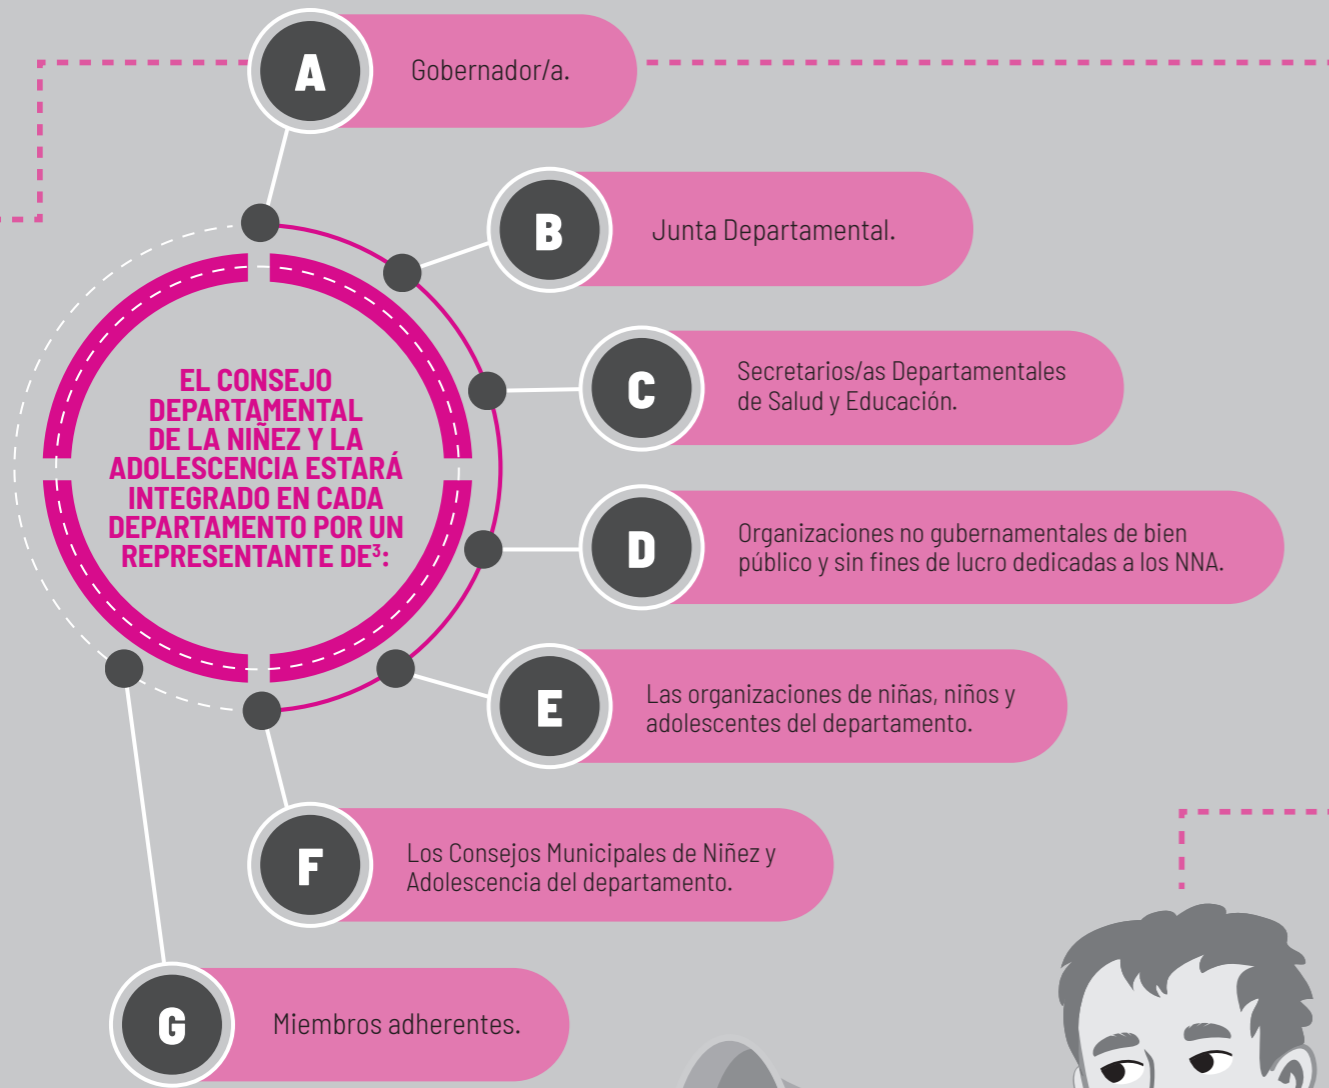 A
Gobernador/a.
B
Junta Departamental.
EL CONSEJO
DEPARTAMENTAL
DE LA NIÑEZ Y LA
ADOLESCENCIA ESTARÁ
INTEGRADO EN CADA
DEPARTAMENTO POR UN
REPRESENTANTE DE³:
C
Secretarios/as Departamentales
de Salud y Educación.
D
Organizaciones no gubernamentales de bien
público y sin fines de lucro dedicadas a los NNA.
E
Las organizaciones de niñas, niños y
adolescentes del departamento.
F
Los Consejos Municipales de Niñez y
Adolescencia del departamento.
G
Miembros adherentes.